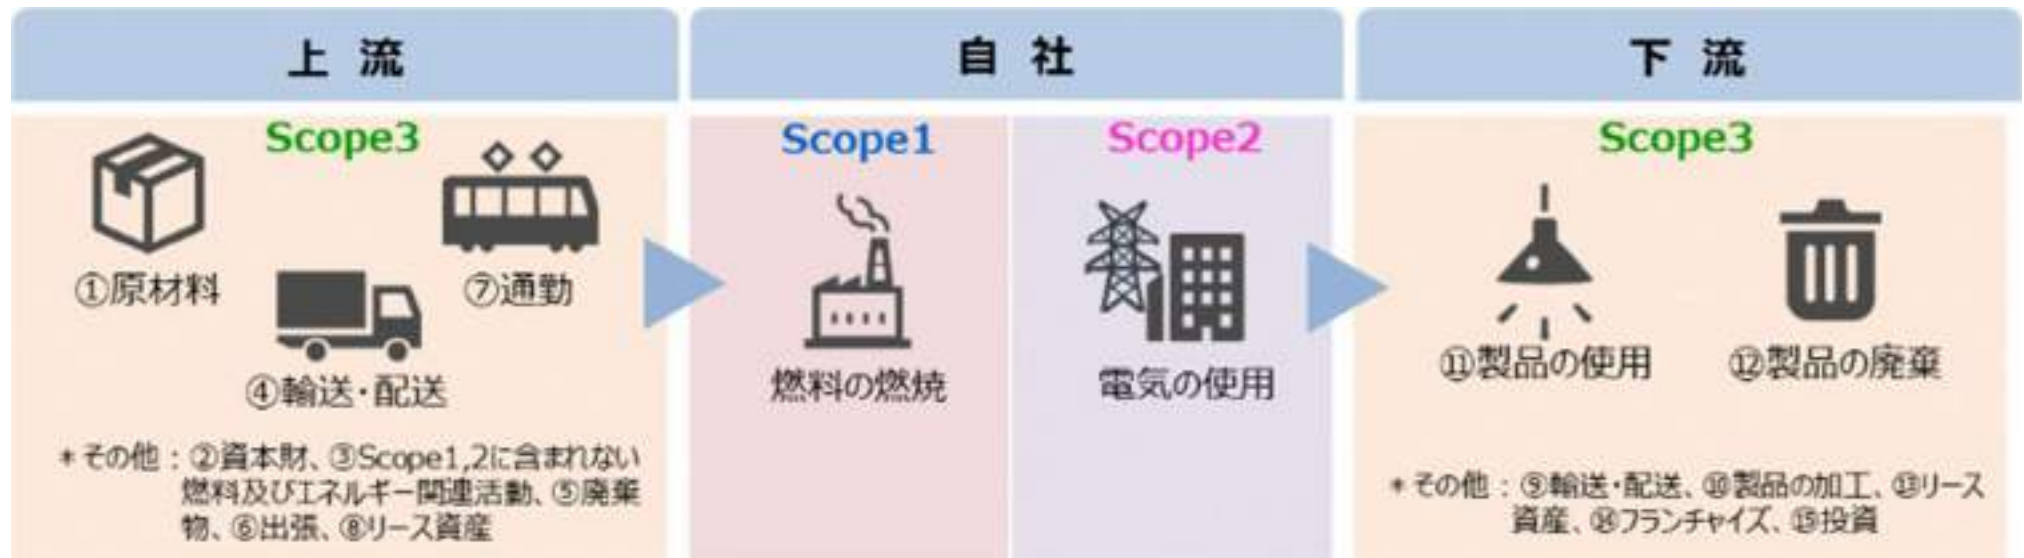 上 流
Scope3
①原材料
⑦通勤
④輸送・配送
*その他:②資本財、③Scope1,2に含まれない
燃料及びエネルギー関連活動、⑤廃棄
物、⑥出張、⑧リース資産
自 社
Scope1
燃料の燃焼
Scope2
電気の使用
下 流
Scope3
⑪製品の使用
⑫製品の廃棄
*その他:⑨輸送・配送、⑩製品の加工、⑬リース
資産、⑭フランチャイズ、⑮投資